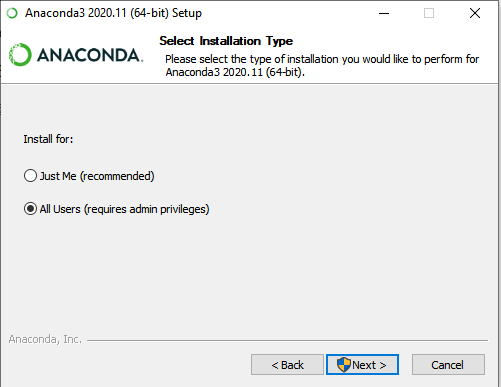 Anaconda3 2020.11 (64-bit) Setup
ANACONDA.
Select Installation Type
Please select the type of installation you would like to perform for
Anaconda3 2020.11 (64-bit).
Install for:
Just Me (recommended)
All Users (requires admin privileges)
Anaconda, Inc.
< Back
Next >
Cancel